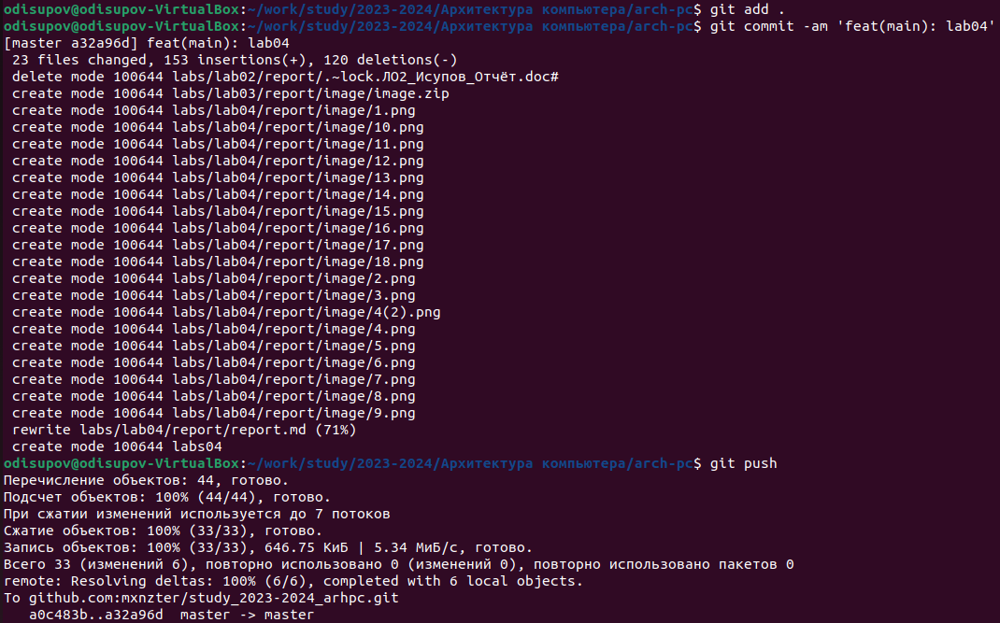 odisupov@odisupov-VirtualBox:~/work/study/2023-2024/Архитектура компьютера/arch-pc$ git add .
odisupov@odisupov-VirtualBox:~/work/study/2023-2024/Архитектура компьютера/arch-pc$ git commit -am 'feat(main): lab04'
[master a32a96d] feat(main): lab04
 23 files changed, 153 insertions(+), 120 deletions(-)
 delete mode 100644 labs/lab02/report/.~lock.ЛО2_Исупов_Отчёт.doc#
 create mode 100644 labs/lab03/report/image/image.zip
 create mode 100644 labs/lab04/report/image/1.png
 create mode 100644 labs/lab04/report/image/10.png
 create mode 100644 labs/lab04/report/image/11.png
 create mode 100644 labs/lab04/report/image/12.png
 create mode 100644 labs/lab04/report/image/13.png
 create mode 100644 labs/lab04/report/image/14.png
 create mode 100644 labs/lab04/report/image/15.png
 create mode 100644 labs/lab04/report/image/16.png
 create mode 100644 labs/lab04/report/image/17.png
 create mode 100644 labs/lab04/report/image/18.png
 create mode 100644 labs/lab04/report/image/2.png
 create mode 100644 labs/lab04/report/image/3.png
 create mode 100644 labs/lab04/report/image/4(2).png
 create mode 100644 labs/lab04/report/image/4.png
 create mode 100644 labs/lab04/report/image/5.png
 create mode 100644 labs/lab04/report/image/6.png
 create mode 100644 labs/lab04/report/image/7.png
 create mode 100644 labs/lab04/report/image/8.png
 create mode 100644 labs/lab04/report/image/9.png
 rewrite labs/lab04/report/report.md (71%)
 create mode 100644 labs04
odisupov@odisupov-VirtualBox:~/work/study/2023-2024/Архитектура компьютера/arch-pc$ git push
Перечисление объектов: 44, готово.
Подсчет объектов: 100% (44/44), готово.
При сжатии изменений используется до 7 потоков
Сжатие объектов: 100% (33/33), готово.
Запись объектов: 100% (33/33), 646.75 КиБ | 5.34 МиБ/с, готово.
Всего 33 (изменений 6), повторно использовано 0 (изменений 0), повторно использовано пакетов 0
remote: Resolving deltas: 100% (6/6), completed with 6 local objects.
To github.com:mxnzter/study_2023-2024_arhpc.git
   a0c483b..a32a96d  master -> master